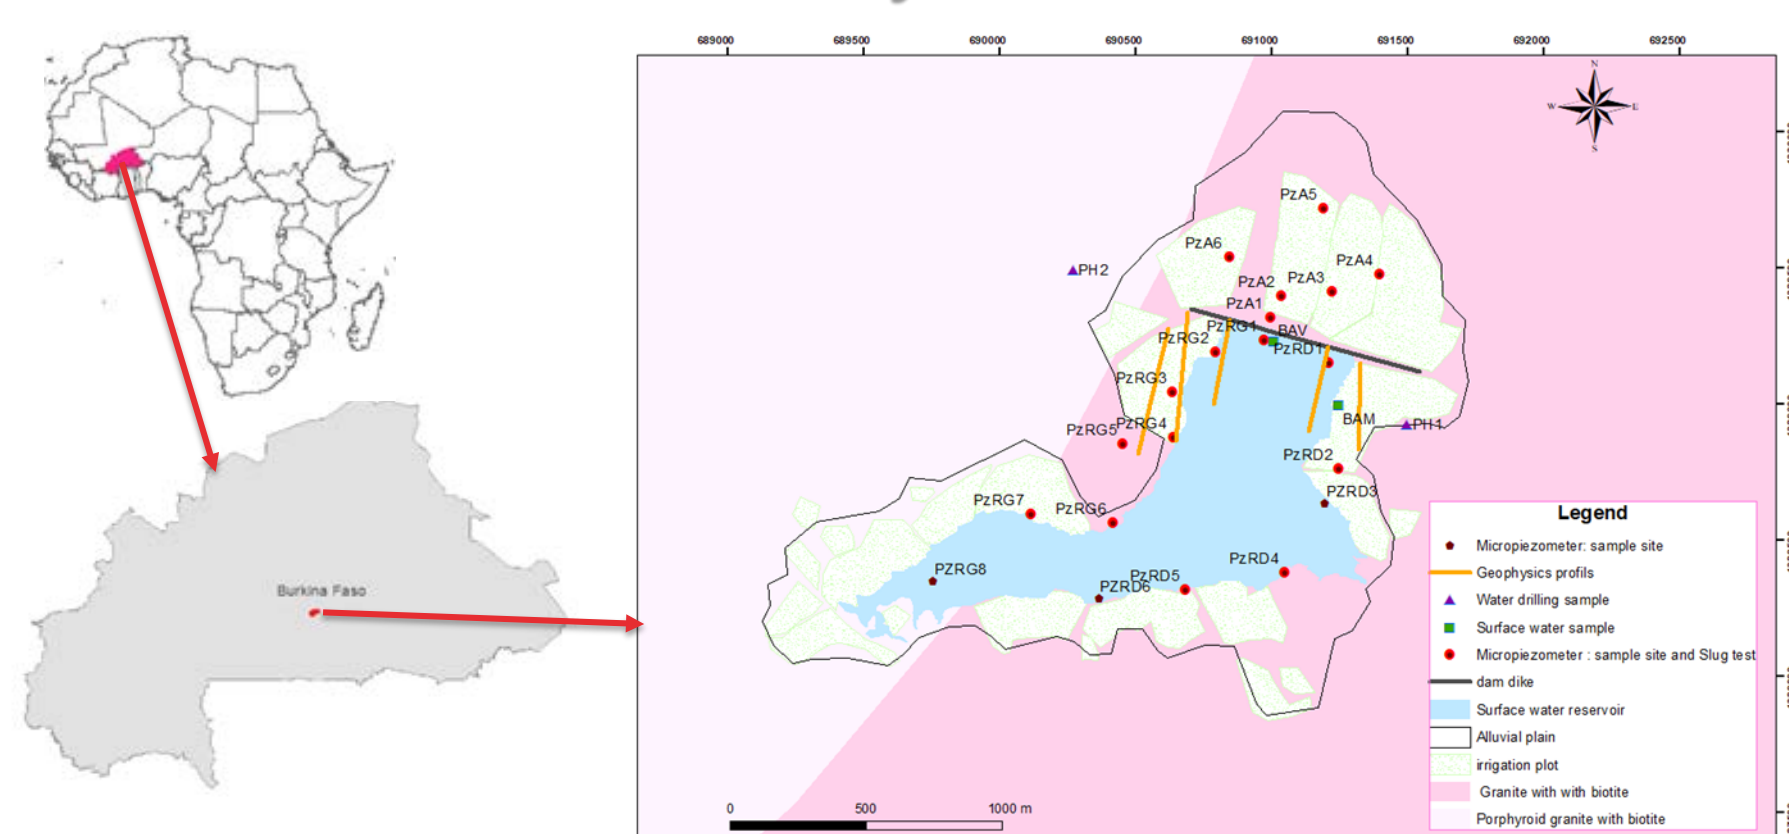 689000 689500 690000 690500 691000 691500 692000 692500
N
W E
S
PzA5
PzA6
PzA4
PH2
PzA3
PzA2
PzA1
PzRG1 BAV
PzRG2
PzRD1
PzRG3
BAM
PH1
PzRG4
PzRG5
PzRD2
PZRD3
PzRG7
PzRG6
PzRD4
PZRG8
PzRD5
PZRD6
Burkina Faso
Legend
Micropiezometer: sample site
Geophysics profils
Water drilling sample
Surface water sample
Micropiezometer : sample site and Slug test
dam dike
Surface water reservoir
Alluvial plain
irrigation plot
Granite with with biotite
Porphyroid granite with biotite
0 500 1000 m